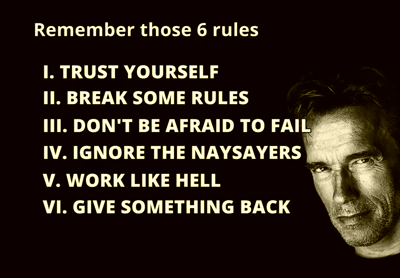 Remember those 6 rules
I. TRUST YOURSELF
II. BREAK SOME RULES
III. DON'T BE AFRAID TO FAIL
IV. IGNORE THE NAYSAYERS
V. WORK LIKE HELL
VI. GIVE SOMETHING BACK